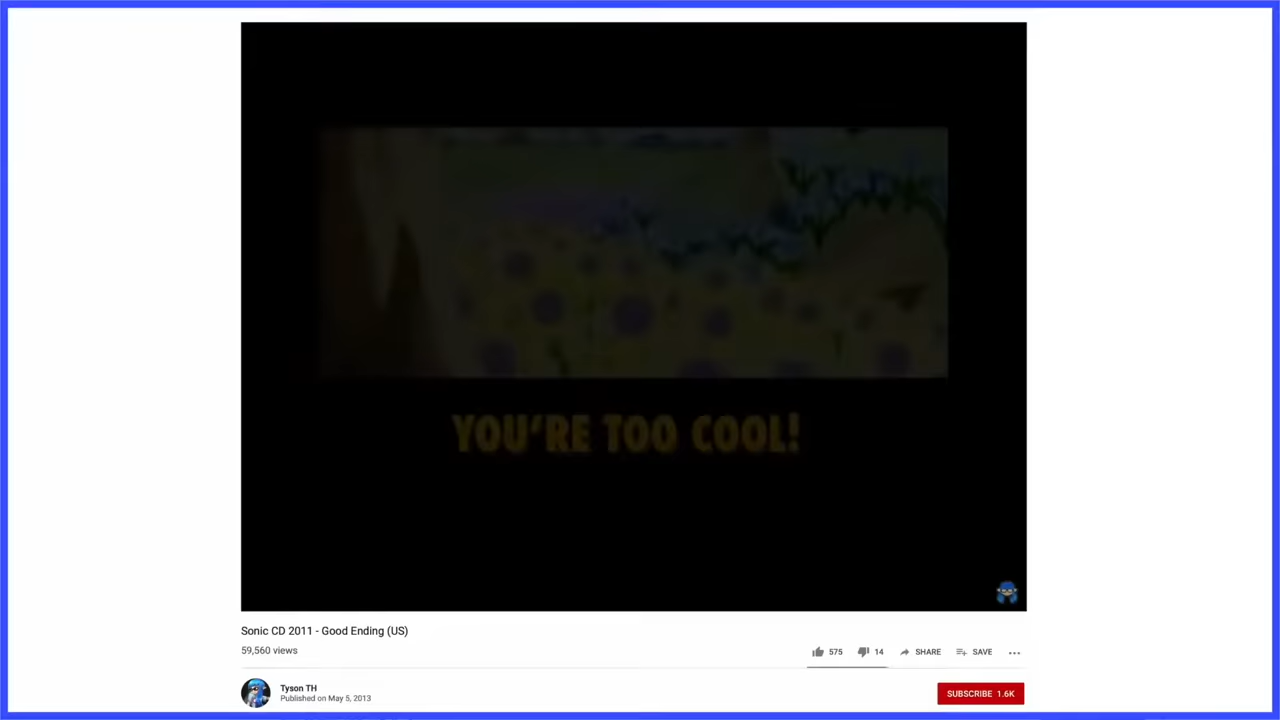 YOU'RE TOO COOL!
Sonic CD 2011 - Good Ending (US)
59,560 views
575 14 SHARE SAVE
Tyson TH
Published on May 5, 2013
SUBSCRIBE 1.6K